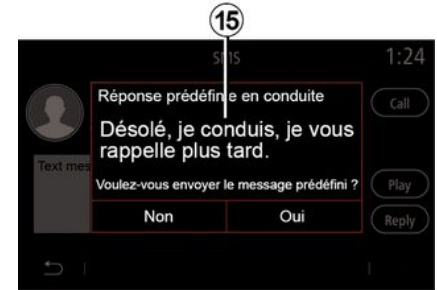 15
SMS
1:24
Réponse prédéfinie en conduite
Call
Désolé, je conduis, je vous
rappelle plus tard.
Text mes
Voulez-vous envoyer le message prédéfini ?
Play
Non
Oui
Reply